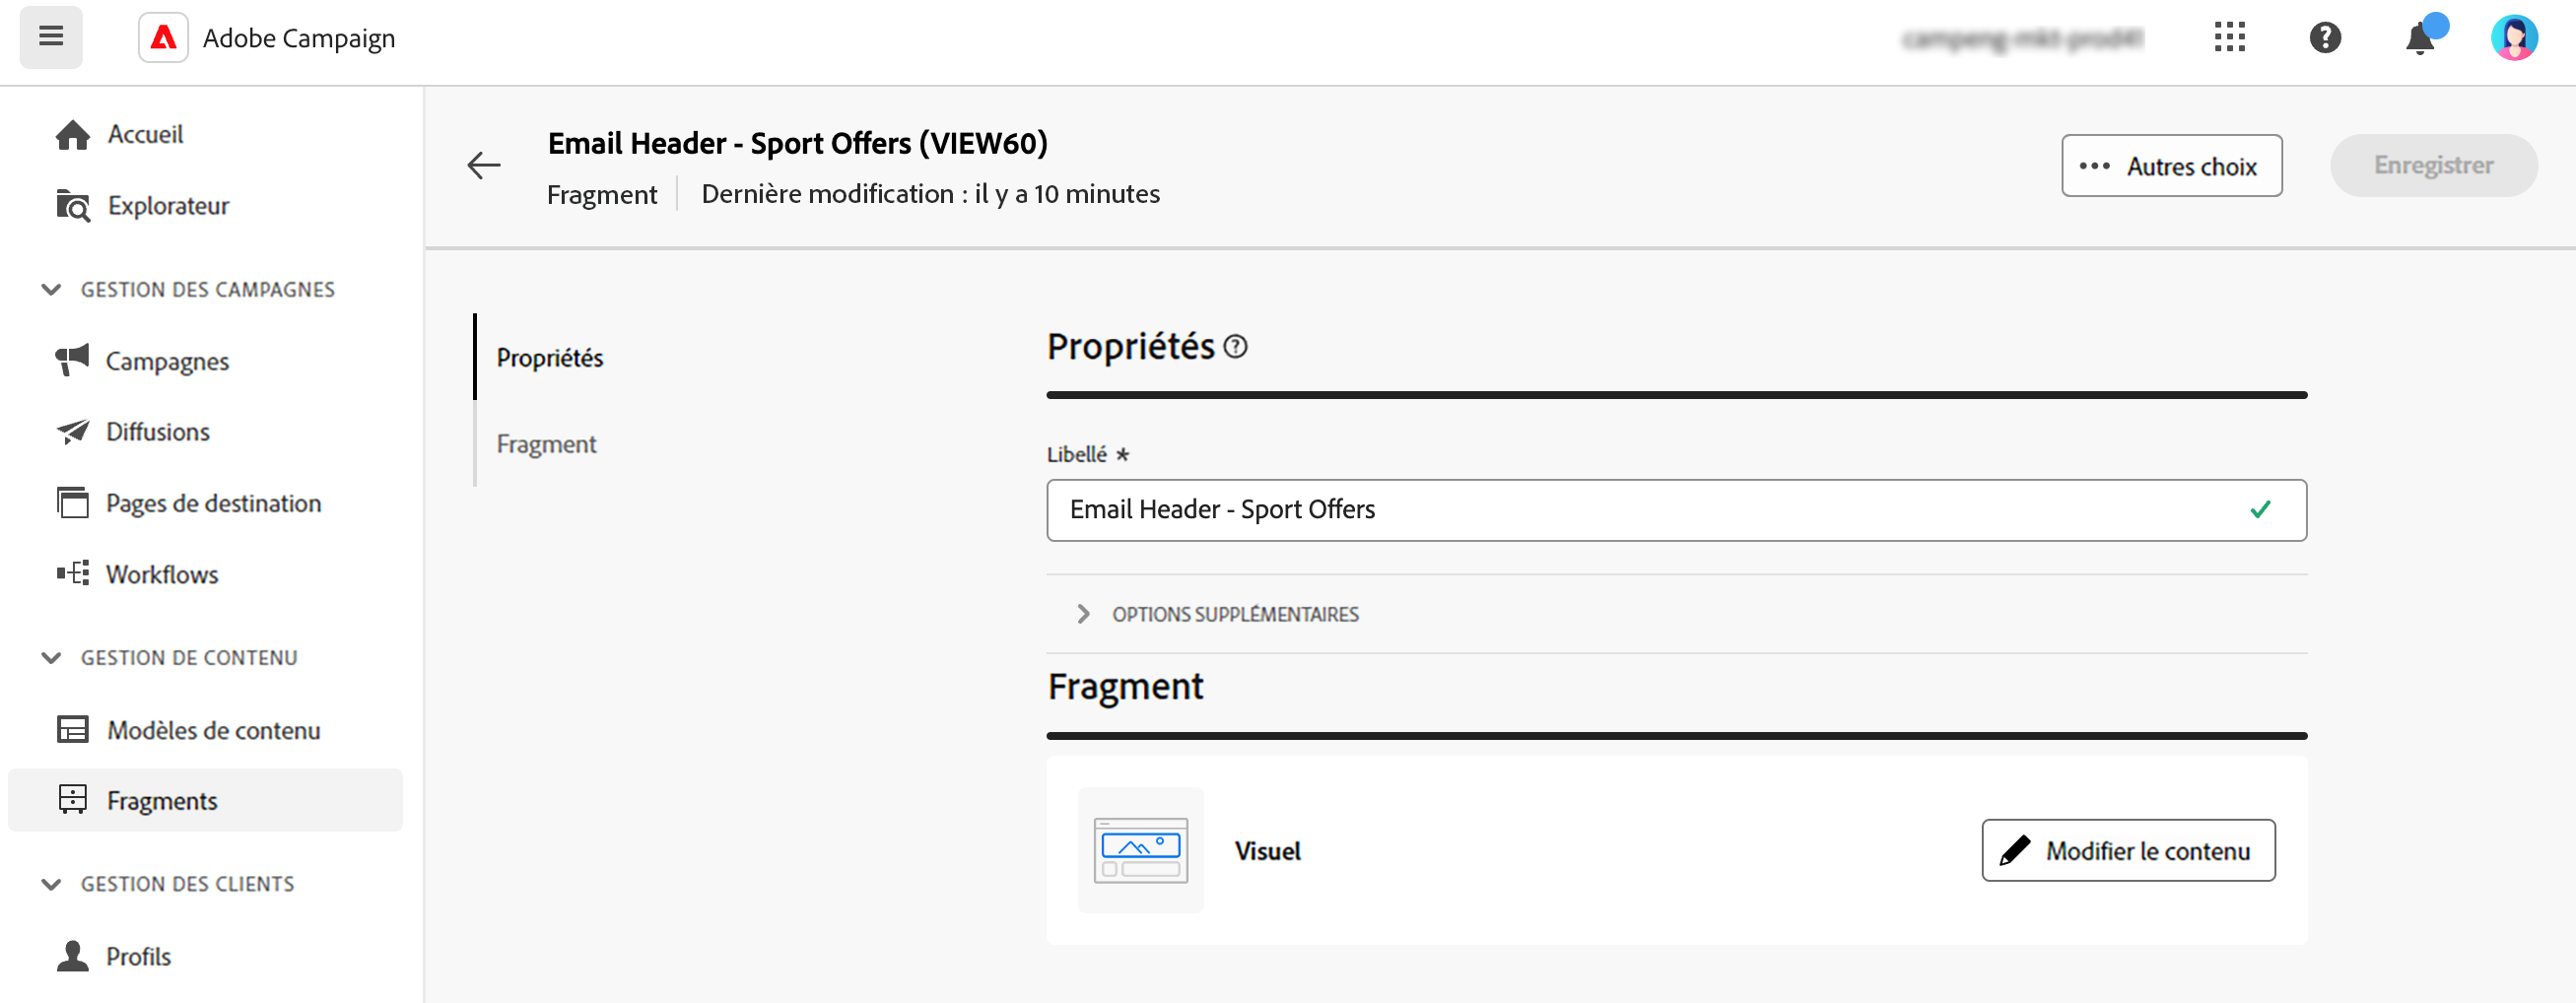 Adobe Campaign
Accueil
Explorateur
GESTION DES CAMPAGNES
Campagnes
Diffusions
Pages de destination
Workflows
GESTION DE CONTENU
Modèles de contenu
Fragments
GESTION DES CLIENTS
Profils
Email Header - Sport Offers (VIEW60)
Fragment
Dernière modification : il y a 10 minutes
Autres choix
Enregistrer
Propriétés
Fragment
Propriétés
Libellé *
Email Header - Sport Offers
OPTIONS SUPPLÉMENTAIRES
Fragment
Visuel
Modifier le contenu